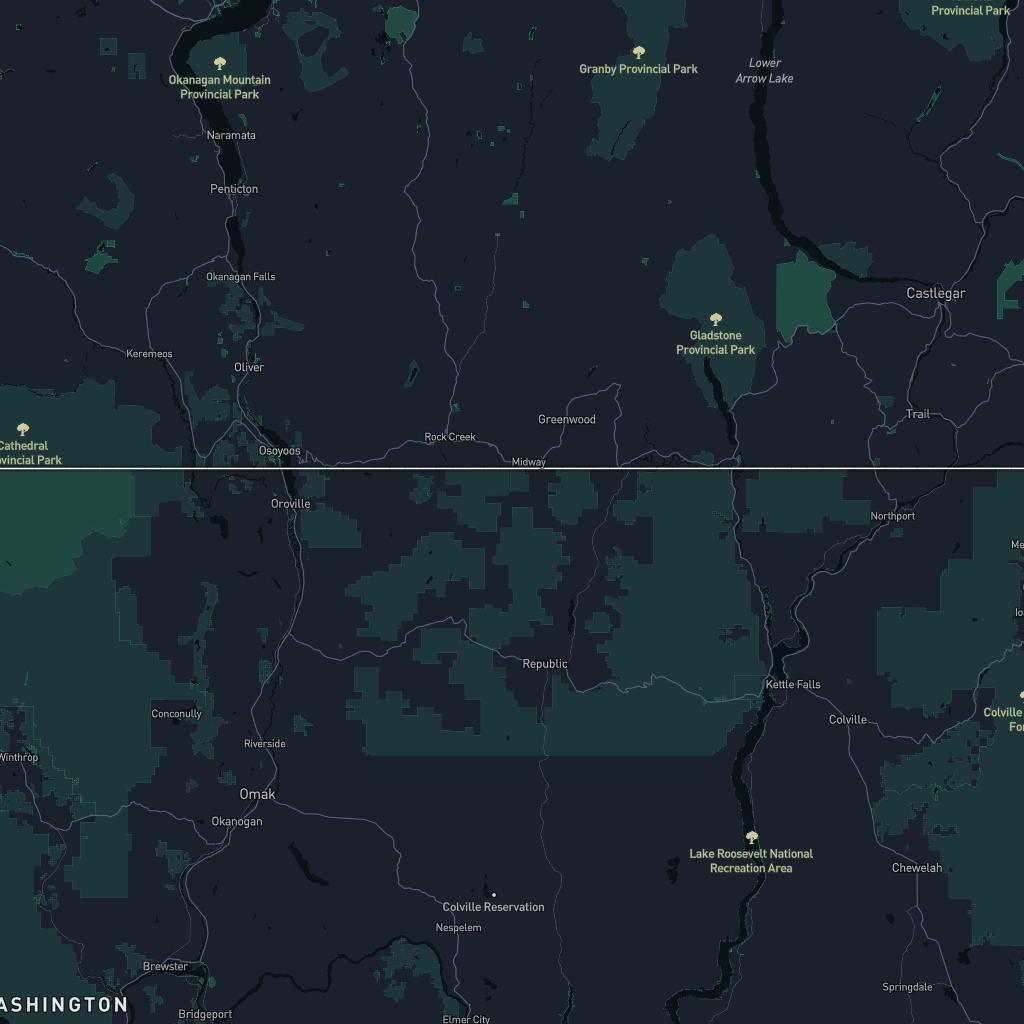 Provincial Park
Okanagan Mountain
Provincial Park
Granby Provincial Park
Lower
Arrow Lake
Naramata
Penticton
Okanagan Falls
Castlegar
Gladstone
Provincial Park
Keremeos
Oliver
Greenwood
Trail
Cathedral
ovincial Park
Rock Creek
Osoyoos
Midway
Oroville
Northport
Me
Io
Republic
Kettle Falls
Conconully
Colville
Colville
For
Riverside
Winthrop
Omak
Okanogan
Lake Roosevelt National
Recreation Area
Chewelah
Colville Reservation
Nespelem
Brewster
Springdale
ASHINGTON
Bridgeport
Elmer City